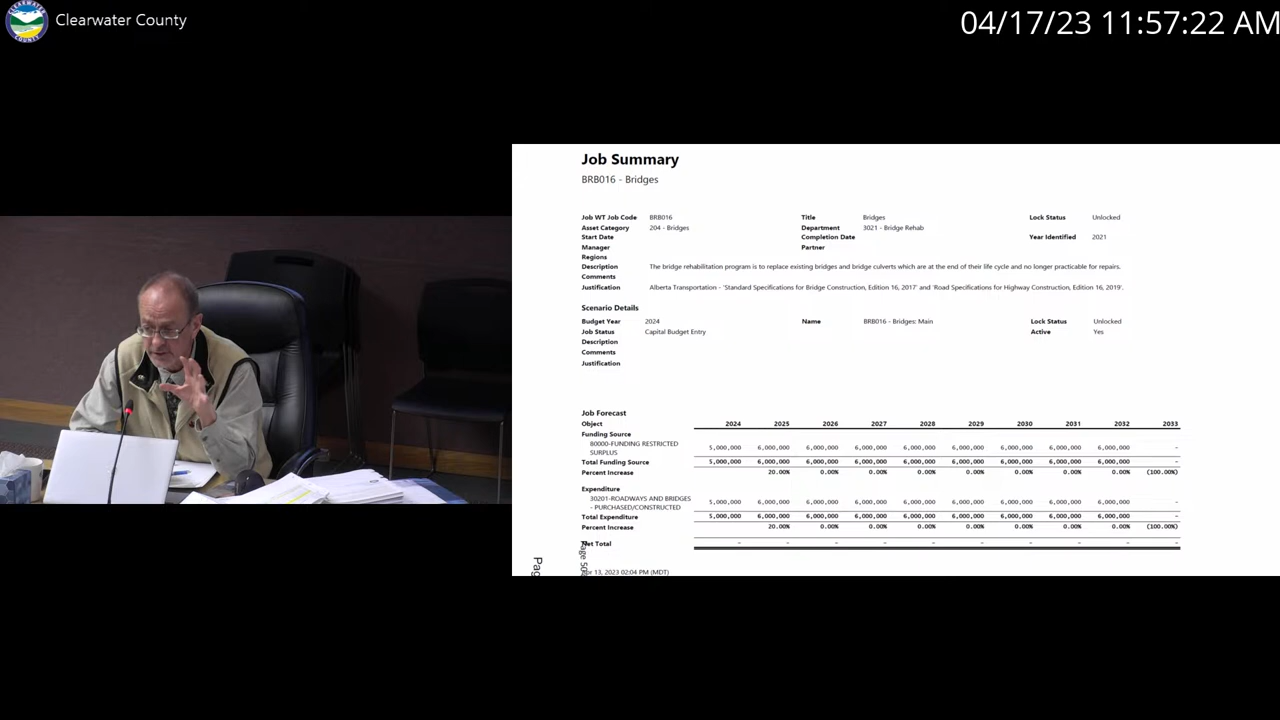 Clearwater County
04/17/23 11:57:22 AM
Job Summary
BRB016 - Bridges
Job WT Job Code BRB016 Title Bridges Lock Status Unlocked
Asset Category 204 - Bridges Department 3021 - Bridge Rehab
Start Date Completion Date Year Identified 2021
Manager Partner
Regions
Description The bridge rehabilitation program is to replace existing bridges and bridge culverts which are at the end of their life cycle and no longer practicable for repairs.
Comments
Justification Alberta Transportation - 'Standard Specifications for Bridge Construction, Edition 16, 2017' and 'Road Specifications for Highway Construction, Edition 16, 2019'.
Scenario Details
Budget Year 2024 Name BRB016 - Bridges: Main Lock Status Unlocked
Job Status Capital Budget Entry Active Yes
Description
Comments
Justification
Job Forecast
Object 2024 2025 2026 2027 2028 2029 2030 2031 2032 2033
Funding Source
80000-FUNDING RESTRICTED
SURPLUS 5,000,000 6,000,000 6,000,000 6,000,000 6,000,000 6,000,000 6,000,000 6,000,000 6,000,000 -
Total Funding Source 5,000,000 6,000,000 6,000,000 6,000,000 6,000,000 6,000,000 6,000,000 6,000,000 6,000,000 -
Percent Increase 20.00% 0.00% 0.00% 0.00% 0.00% 0.00% 0.00% 0.00% (100.00%)
Expenditure
30201-ROADWAYS AND BRIDGES
- PURCHASED/CONSTRUCTED 5,000,000 6,000,000 6,000,000 6,000,000 6,000,000 6,000,000 6,000,000 6,000,000 6,000,000 -
Total Expenditure 5,000,000 6,000,000 6,000,000 6,000,000 6,000,000 6,000,000 6,000,000 6,000,000 6,000,000 -
Percent Increase 20.00% 0.00% 0.00% 0.00% 0.00% 0.00% 0.00% 0.00% (100.00%)
Net Total - - - - - - - - - -
13, 2023 02:04 PM (MDT)
Pag
Page